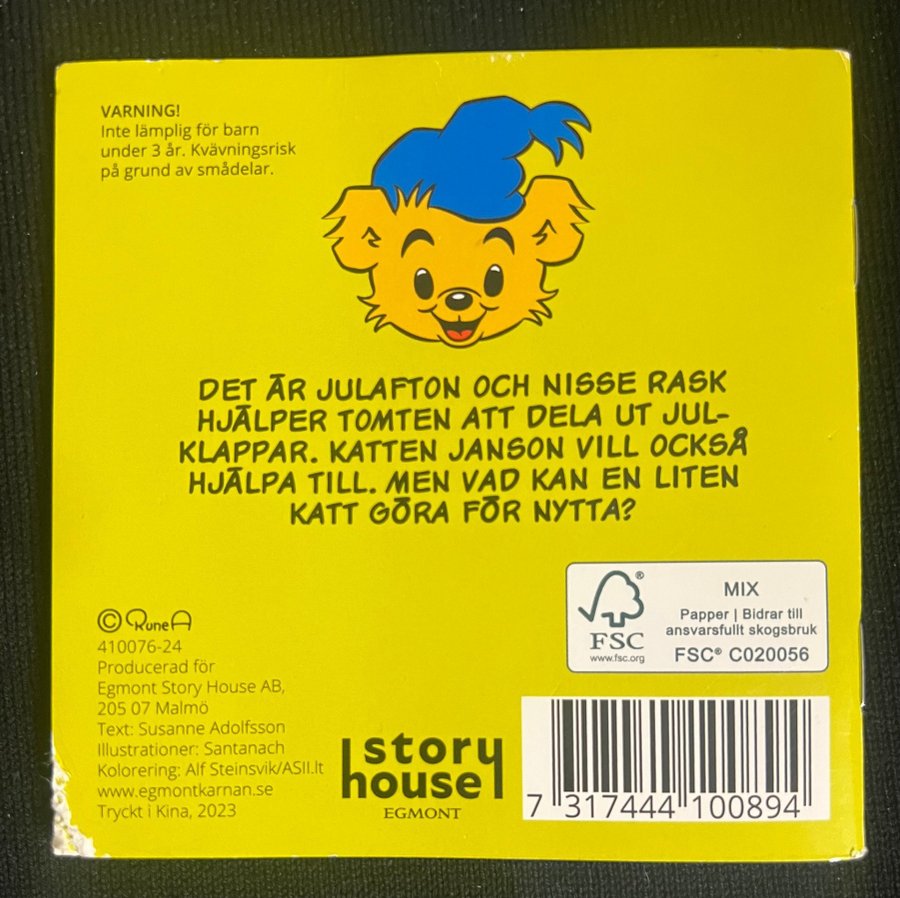 VARNING!
Inte lämplig för barn
under 3 år. Kvävningsrisk
på grund av smådelar.
DET ÄR JULAFTON OCH NISSE RASK
HJÄLPER TOMTEN ATT DELA UT JUL-
KLAPPAR. KATTEN JANSON VILL OCKSÅ
HJÄLPA TILL. MEN VAD KAN EN LITEN
KATT GÖRA FÖR NYTTA?
© Rune A
410076-24
Producerad för
Egmont Story House AB,
205 07 Malmö
Text: Susanne Adolfsson
Illustrationer: Santanach
Kolorering: Alf Steinsvik/ASII.lt
www.egmontkarnan.se
Tryckt i Kina, 2023
story
house
EGMONT
®
FSC
www.fsc.org
MIX
Papper | Bidrar till
ansvarsfullt skogsbruk
FSC® C020056
7 317444 100894